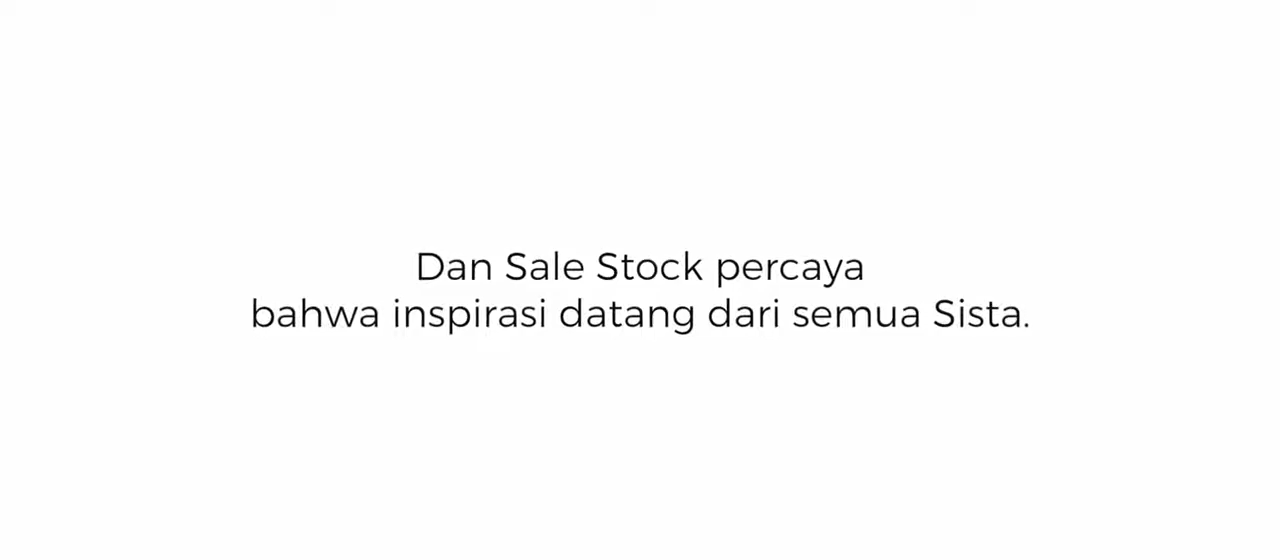 Dan Sale Stock percaya
bahwa inspirasi datang dari semua Sista.